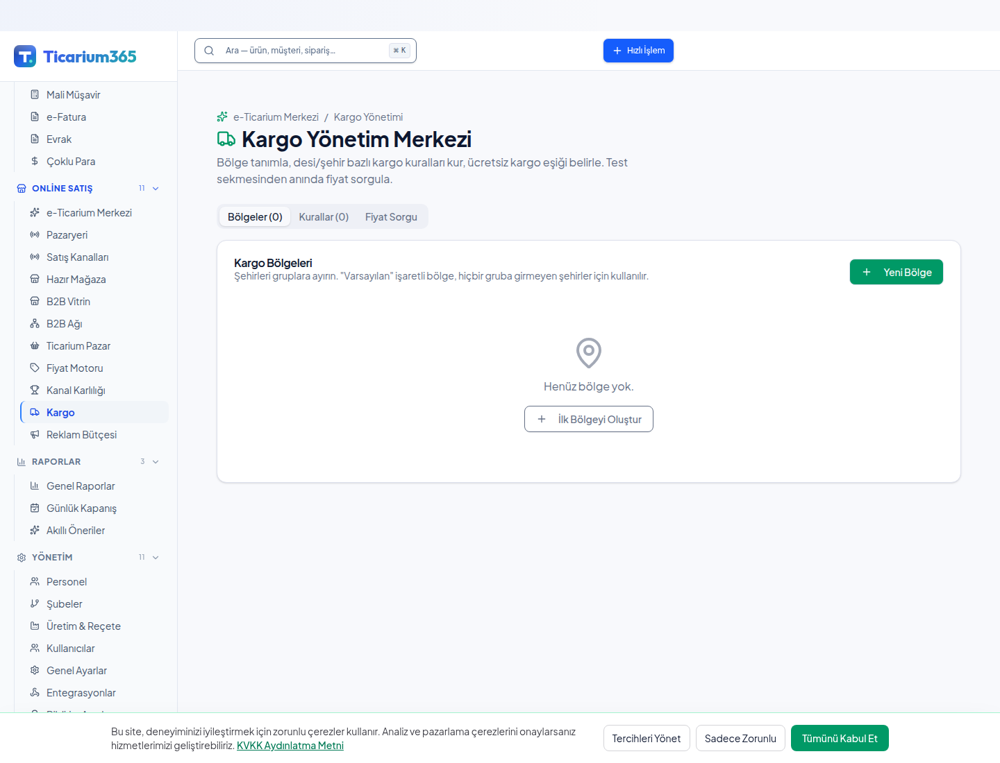 Ticarium365
Ara — ürün, müşteri, sipariş...
⌘ K
Hızlı İşlem
Mali Müşavir
e-Fatura
Evrak
Çoklu Para
ONLİNE SATIŞ 11
e-Ticarium Merkezi
Pazaryeri
Satış Kanalları
Hazır Mağaza
B2B Vitrin
B2B Ağı
Ticarium Pazar
Fiyat Motoru
Kanal Karlılığı
Kargo
Reklam Bütçesi
RAPORLAR 3
Genel Raporlar
Günlük Kapanış
Akıllı Öneriler
YÖNETİM 11
Personel
Şubeler
Üretim & Reçete
Kullanıcılar
Genel Ayarlar
Entegrasyonlar
e-Ticarium Merkezi / Kargo Yönetimi
Kargo Yönetim Merkezi
Bölge tanımla, desi/şehir bazlı kargo kuralları kur, ücretsiz kargo eşiği belirle. Test
sekmesinden anında fiyat sorgula.
Bölgeler (0) Kurallar (0) Fiyat Sorgu
Kargo Bölgeleri
Şehirleri gruplara ayırın. "Varsayılan" işaretli bölge, hiçbir gruba girmeyen şehirler için kullanılır.
Yeni Bölge
Henüz bölge yok.
İlk Bölgeyi Oluştur
Bu site, deneyiminizi iyileştirmek için zorunlu çerezler kullanır. Analiz ve pazarlama çerezlerini onaylarsanız
hizmetlerimizi geliştirebiliriz. KVKK Aydınlatma Metni
Tercihleri Yönet
Sadece Zorunlu
Tümünü Kabul Et